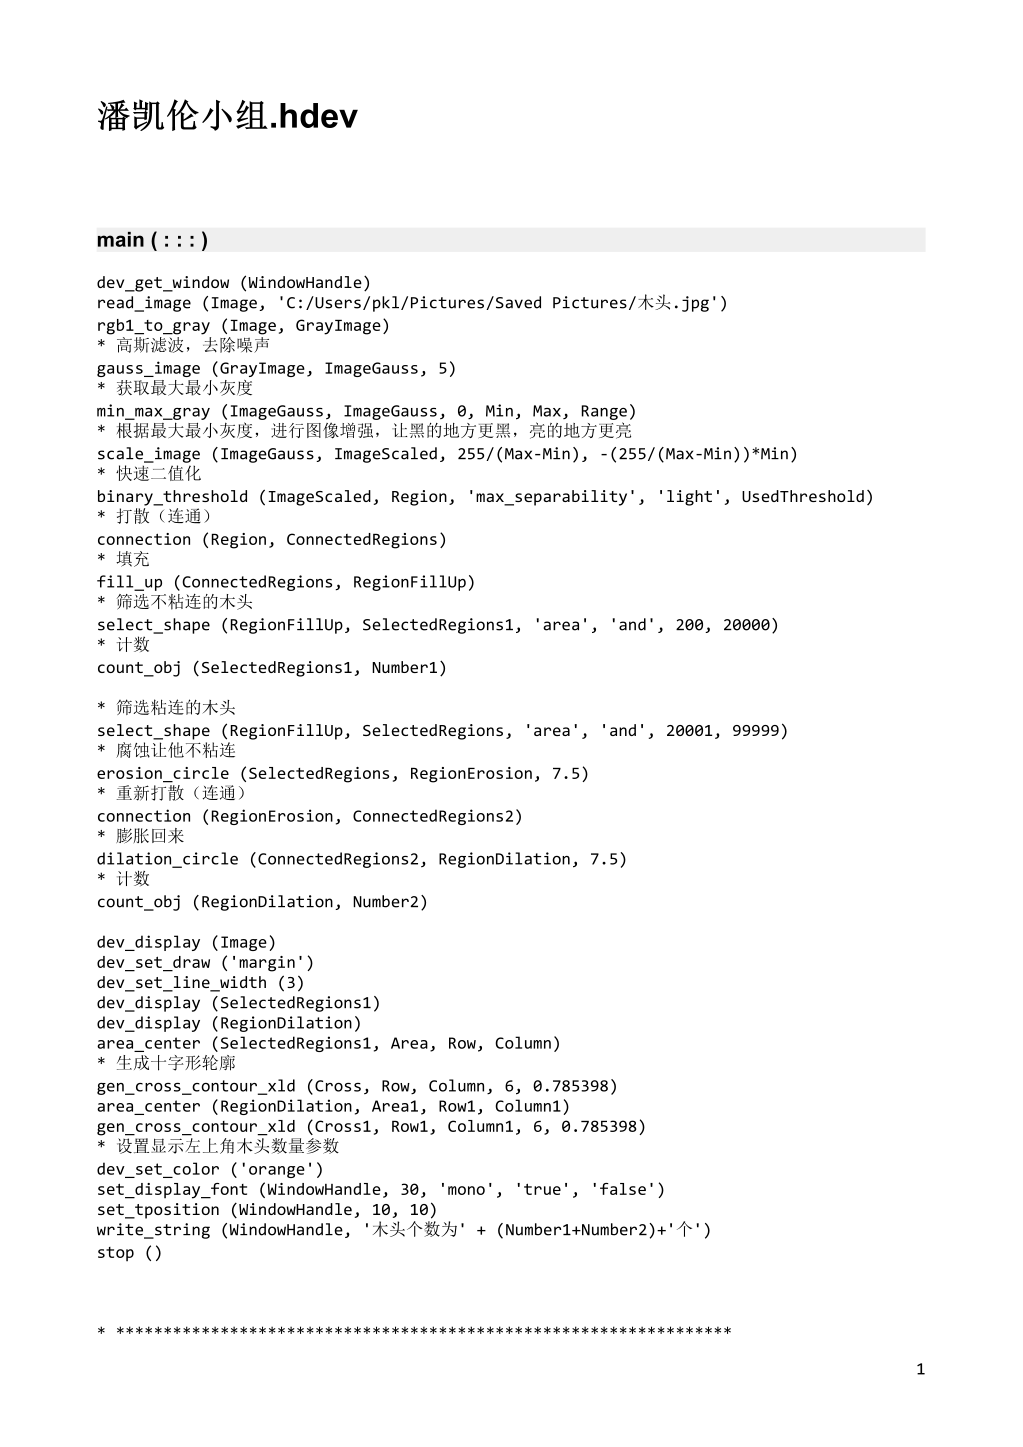 潘凯伦小组.hdev
main ( : : : )
dev_get_window (WindowHandle)
read_image (Image, 'C:/Users/pkl/Pictures/Saved Pictures/木头.jpg')
rgb1_to_gray (Image, GrayImage)
* 高斯滤波，去除噪声
gauss_image (GrayImage, ImageGauss, 5)
* 获取最大最小灰度
min_max_gray (ImageGauss, ImageGauss, 0, Min, Max, Range)
* 根据最大最小灰度，进行图像增强，让黑的地方更黑，亮的地方更亮
scale_image (ImageGauss, ImageScaled, 255/(Max-Min), -(255/(Max-Min))*Min)
* 快速二值化
binary_threshold (ImageScaled, Region, 'max_separability', 'light', UsedThreshold)
* 打散（连通）
connection (Region, ConnectedRegions)
* 填充
fill_up (ConnectedRegions, RegionFillUp)
* 筛选不粘连的木头
select_shape (RegionFillUp, SelectedRegions1, 'area', 'and', 200, 20000)
* 计数
count_obj (SelectedRegions1, Number1)
* 筛选粘连的木头
select_shape (RegionFillUp, SelectedRegions, 'area', 'and', 20001, 99999)
* 腐蚀让他不粘连
erosion_circle (SelectedRegions, RegionErosion, 7.5)
* 重新打散（连通）
connection (RegionErosion, ConnectedRegions2)
* 膨胀回来
dilation_circle (ConnectedRegions2, RegionDilation, 7.5)
* 计数
count_obj (RegionDilation, Number2)
dev_display (Image)
dev_set_draw ('margin')
dev_set_line_width (3)
dev_display (SelectedRegions1)
dev_display (RegionDilation)
area_center (SelectedRegions1, Area, Row, Column)
* 生成十字形轮廓
gen_cross_contour_xld (Cross, Row, Column, 6, 0.785398)
area_center (RegionDilation, Area1, Row1, Column1)
gen_cross_contour_xld (Cross1, Row1, Column1, 6, 0.785398)
* 设置显示左上角木头数量参数
dev_set_color ('orange')
set_display_font (WindowHandle, 30, 'mono', 'true', 'false')
set_tposition (WindowHandle, 10, 10)
write_string (WindowHandle, '木头个数为' + (Number1+Number2)+'个')
stop ()
* *****************************************************************
1